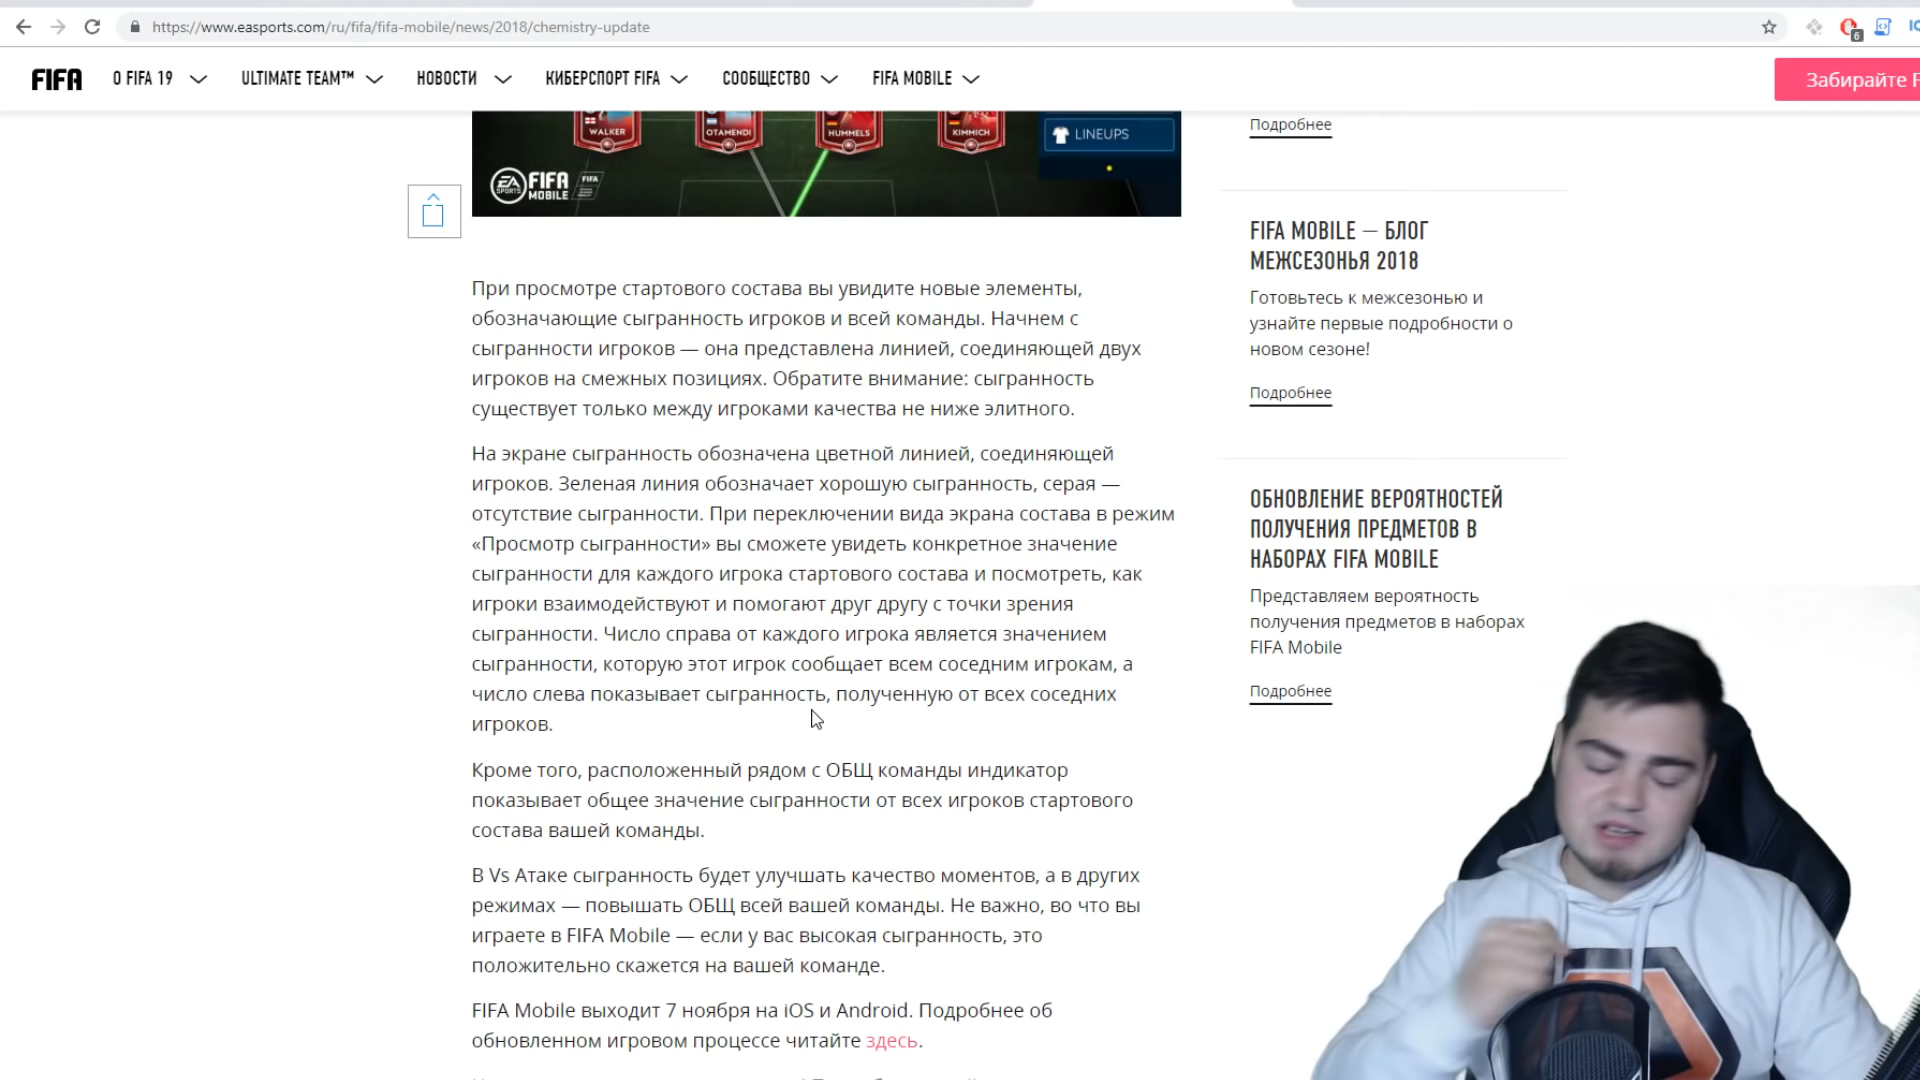 https://www.easports.com/ru/fifa/fifa-mobile/news/2018/chemistry-update
6
FIFA
О FIFA 19
ULTIMATE TEAM™
НОВОСТИ
КИБЕРСПОРТ FIFA
СООБЩЕСТВО
FIFA MOBILE
Забирайте F
WALKER
OTAMENDI
HUMMELS
KIMMICH
LINEUPS
EA SPORTS
FIFA MOBILE
FIFA
При просмотре стартового состава вы увидите новые элементы,
обозначающие сыгранность игроков и всей команды. Начнем с
сыгранности игроков — она представлена линией, соединяющей двух
игроков на смежных позициях. Обратите внимание: сыгранность
существует только между игроками качества не ниже элитного.
На экране сыгранность обозначена цветной линией, соединяющей
игроков. Зеленая линия обозначает хорошую сыгранность, серая —
отсутствие сыгранности. При переключении вида экрана состава в режим
«Просмотр сыгранности» вы сможете увидеть конкретное значение
сыгранности для каждого игрока стартового состава и посмотреть, как
игроки взаимодействуют и помогают друг другу с точки зрения
сыгранности. Число справа от каждого игрока является значением
сыгранности, которую этот игрок сообщает всем соседним игрокам, а
число слева показывает сыгранность, полученную от всех соседних
игроков.
Кроме того, расположенный рядом с ОБЩ команды индикатор
показывает общее значение сыгранности от всех игроков стартового
состава вашей команды.
В Vs Атаке сыгранность будет улучшать качество моментов, а в других
режимах — повышать ОБЩ всей вашей команды. Не важно, во что вы
играете в FIFA Mobile — если у вас высокая сыгранность, это
положительно скажется на вашей команде.
FIFA Mobile выходит 7 ноября на iOS и Android. Подробнее об
обновленном игровом процессе читайте здесь.
Подробнее
FIFA MOBILE — БЛОГ
МЕЖСЕЗОНЬЯ 2018
Готовьтесь к межсезонью и
узнайте первые подробности о
новом сезоне!
Подробнее
ОБНОВЛЕНИЕ ВЕРОЯТНОСТЕЙ
ПОЛУЧЕНИЯ ПРЕДМЕТОВ В
НАБОРАХ FIFA MOBILE
Представляем вероятность
получения предметов в наборах
FIFA Mobile
Подробнее